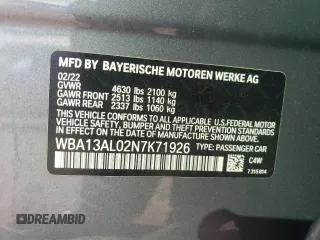 MFD BY BAYERISCHE MOTOREN WERKE AG
02/22
GVWR 4630 lbs 2100 kg
GAWR FRONT 2513 lbs 1140 kg
GAWR REAR 2337 lbs 1060 kg
THIS VEHICLE CONFORMS TO ALL APPLICABLE U.S. FEDERAL MOTOR
VEHICLE SAFETY, BUMPER, AND THEFT PREVENTION STANDARDS
IN EFFECT ON THE DATE OF MANUFACTURE SHOWN ABOVE.
WBA13AL02N7K71926 TYPE: PASSENGER CAR
C4W
DREAMBID